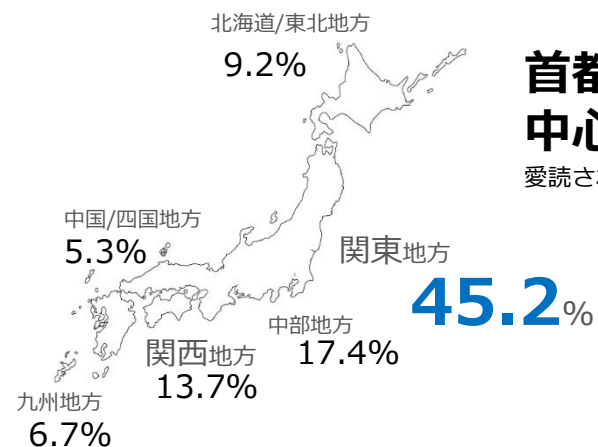 北海道/東北地方
9.2%
首都
中心
愛読さ
中国/四国地方
5.3%
関東地方
45.2%
中部地方
17.4%
関西地方
13.7%
九州地方
6.7%